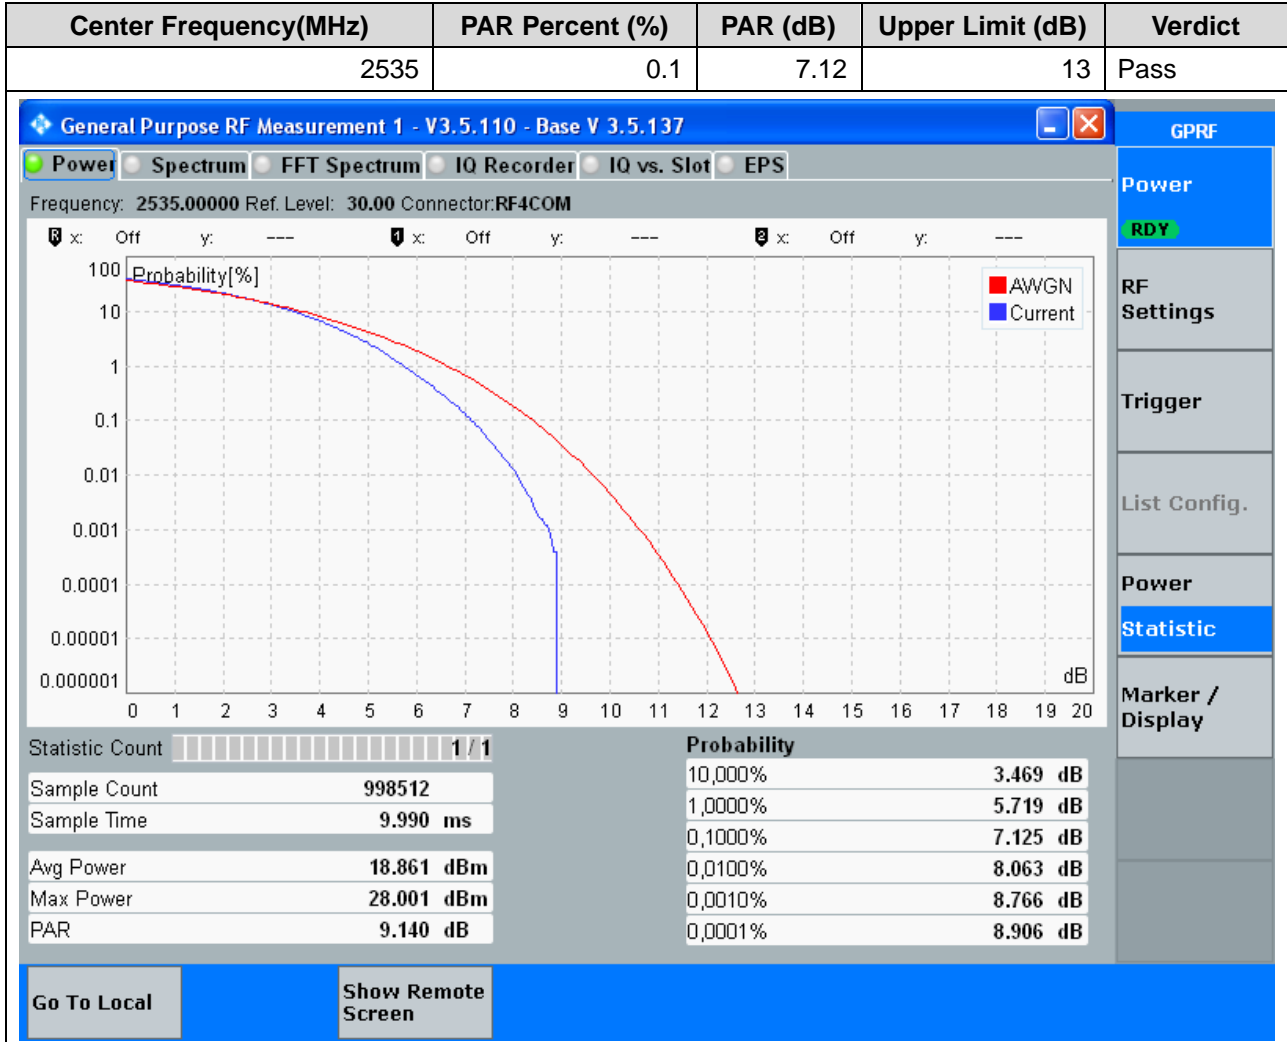 Center Frequency(MHz) PAR Percent (%) PAR (dB) Upper Limit (dB) Verdict
2535 0.1 7.12 13 Pass
General Purpose RF Measurement 1 - V3.5.110 - Base V 3.5.137
GPRF
Power Spectrum FFT Spectrum IQ Recorder IQ vs. Slot EPS
Power
RDY
Frequency: 2535.00000 Ref. Level: 30.00 Connector:RF4COM
R x: Off y: --- 1 x: Off y: --- 2 x: Off y: ---
Probability[%]
AWGN
Current
100
10
1
0.1
0.01
0.001
0.0001
0.00001
0.000001
dB
0 1 2 3 4 5 6 7 8 9 10 11 12 13 14 15 16 17 18 19 20
RF
Settings
Trigger
List Config.
Power
Statistic
Marker /
Display
Statistic Count 1 / 1
Sample Count 998512
Sample Time 9.990 ms
Avg Power 18.861 dBm
Max Power 28.001 dBm
PAR 9.140 dB
Probability
10,000% 3.469 dB
1,0000% 5.719 dB
0,1000% 7.125 dB
0,0100% 8.063 dB
0,0010% 8.766 dB
0,0001% 8.906 dB
Go To Local
Show Remote
Screen